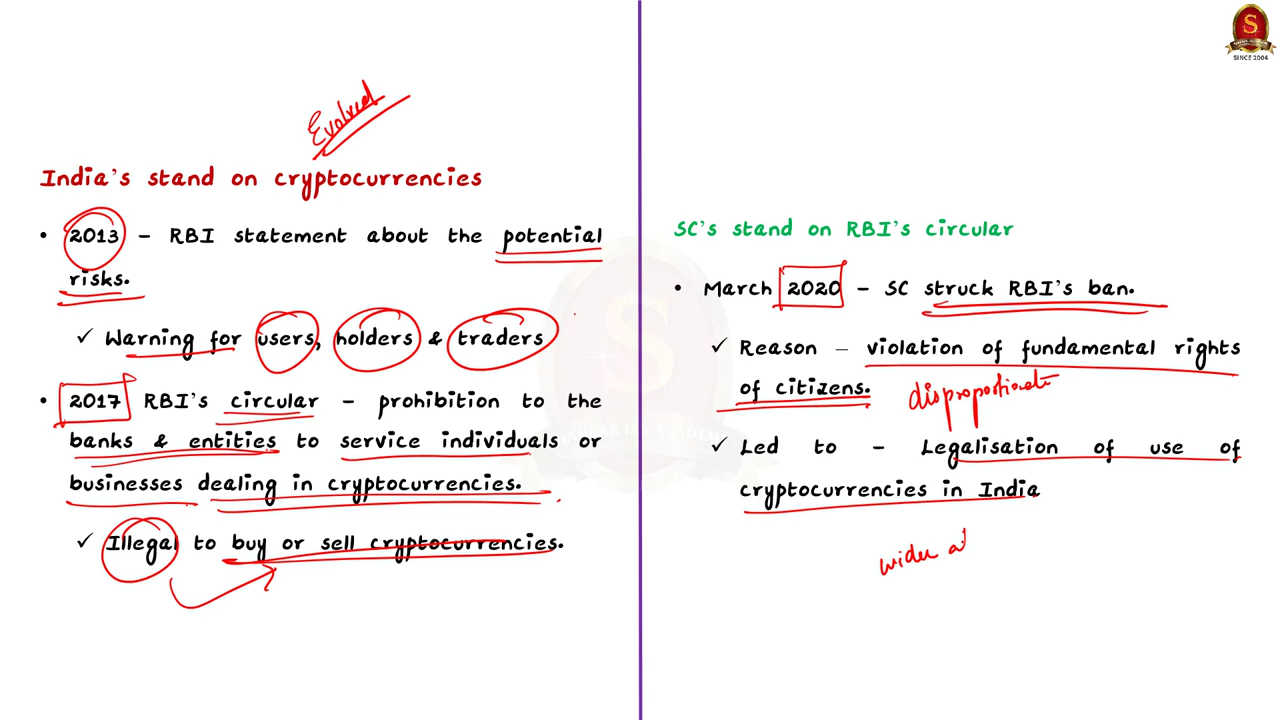 Evolved
India's stand on cryptocurrencies
• 2013 – RBI statement about the potential
risks.
✓ Warning for users, holders & traders
• 2017 RBI's circular – prohibition to the
banks & entities to service individuals or
businesses dealing in cryptocurrencies.
✓ Illegal to buy or sell cryptocurrencies.
SC's stand on RBI's circular
• March 2020 – SC struck RBI's ban.
✓ Reason – violation of fundamental rights
of citizens.
disproportionate
✓ Led to – Legalisation of use of
cryptocurrencies in India
wider a
S
SINCE 2004